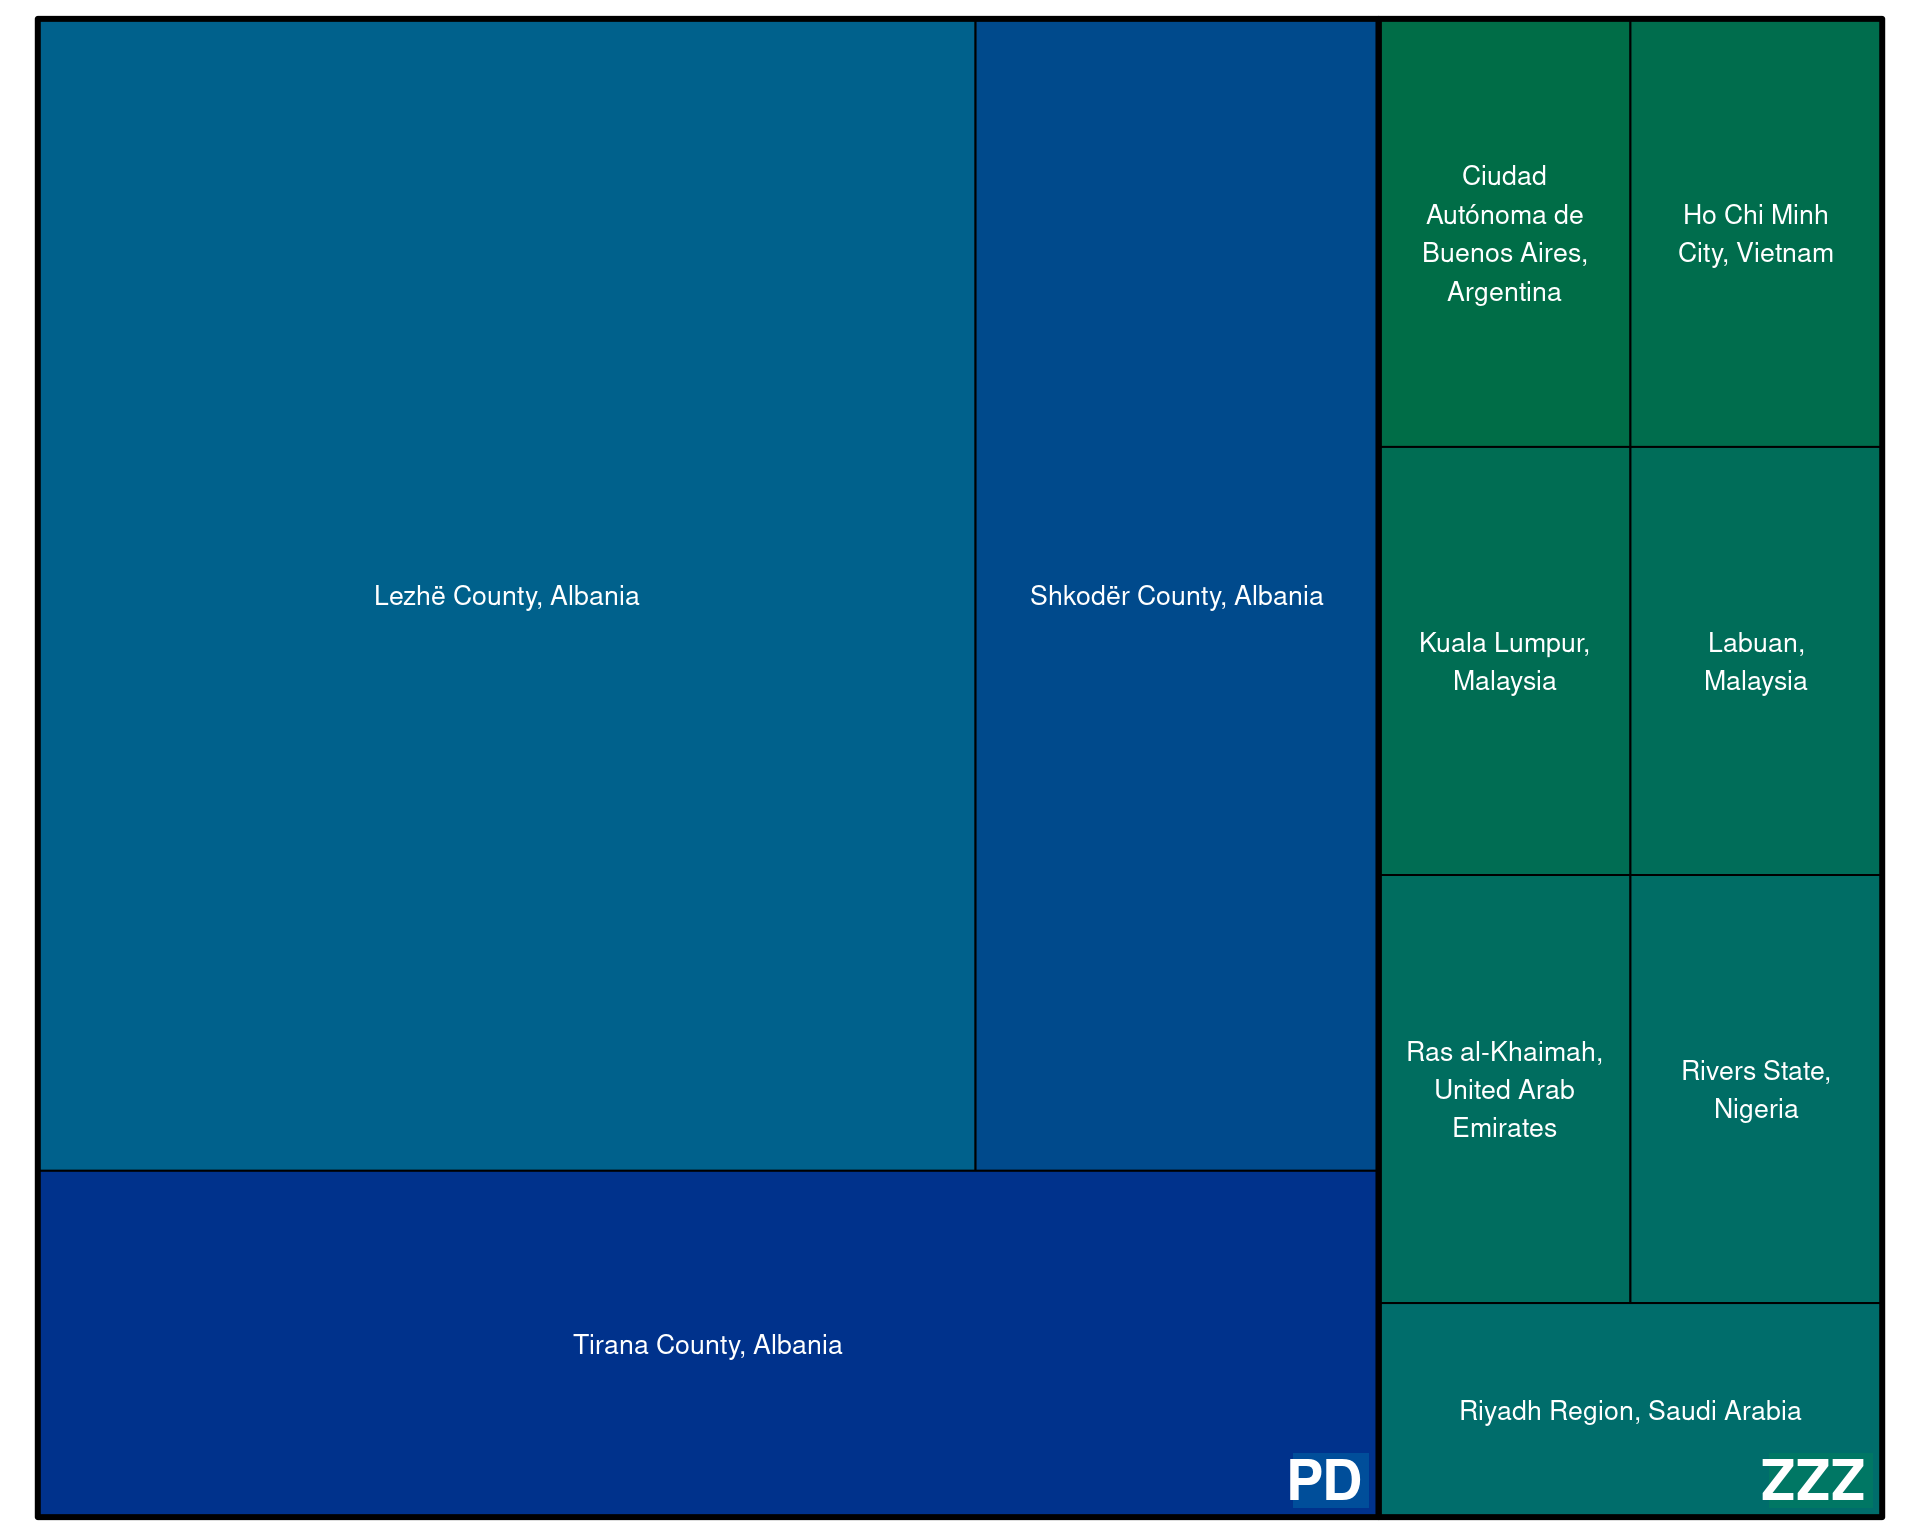 Lezhë County, Albania
Shkodër County, Albania
Tirana County, Albania
PD
Ciudad
Autónoma de
Buenos Aires,
Argentina
Ho Chi Minh
City, Vietnam
Kuala Lumpur,
Malaysia
Labuan,
Malaysia
Ras al-Khaimah,
United Arab
Emirates
Rivers State,
Nigeria
Riyadh Region, Saudi Arabia
ZZZ